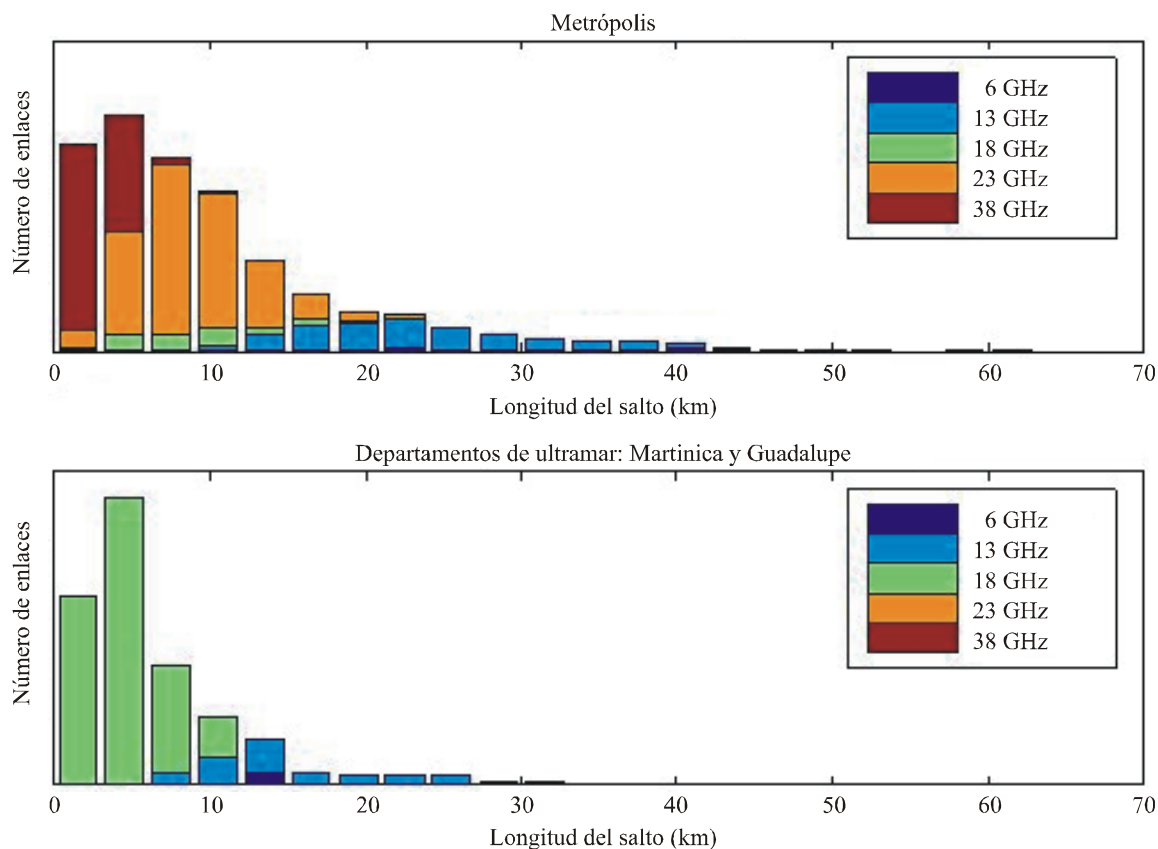 Metrópolis
Número de enlaces
6 GHz
13 GHz
18 GHz
23 GHz
38 GHz
0 10 20 30 40 50 60 70
Longitud del salto (km)
Departamentos de ultramar: Martinica y Guadalupe
Número de enlaces
6 GHz
13 GHz
18 GHz
23 GHz
38 GHz
0 10 20 30 40 50 60 70
Longitud del salto (km)